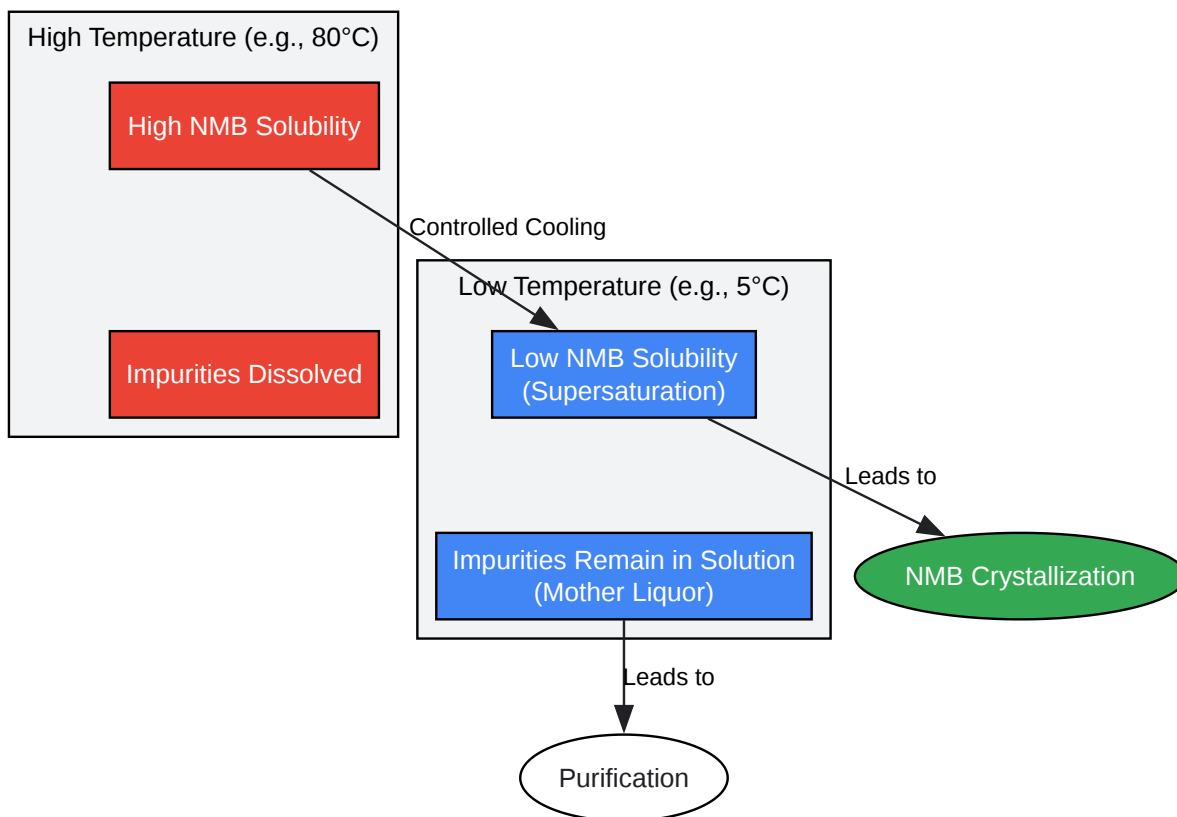 High Temperature (e.g., 80°C)
High NMB Solubility
Controlled Cooling
Impurities Dissolved
Low Temperature (e.g., 5°C)
Low NMB Solubility
(Supersaturation)
Leads to
Impurities Remain in Solution
(Mother Liquor)
NMB Crystallization
Leads to
Purification